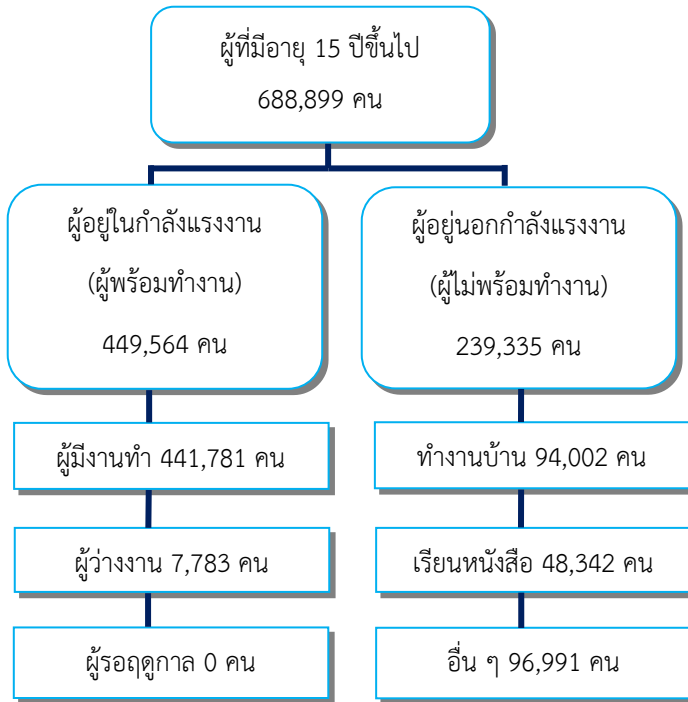 ผู้ที่มีอายุ 15 ปีขึ้นไป
688,899 คน
ผู้อยู่ในกำลังแรงงาน
(ผู้พร้อมทำงาน)
449,564 คน
ผู้อยู่นอกกำลังแรงงาน
(ผู้ไม่พร้อมทำงาน)
239,335 คน
ผู้มีงานทำ 441,781 คน
ผู้ว่างงาน 7,783 คน
ผู้รอฤดูกาล 0 คน
ทำงานบ้าน 94,002 คน
เรียนหนังสือ 48,342 คน
อื่น ๆ 96,991 คน